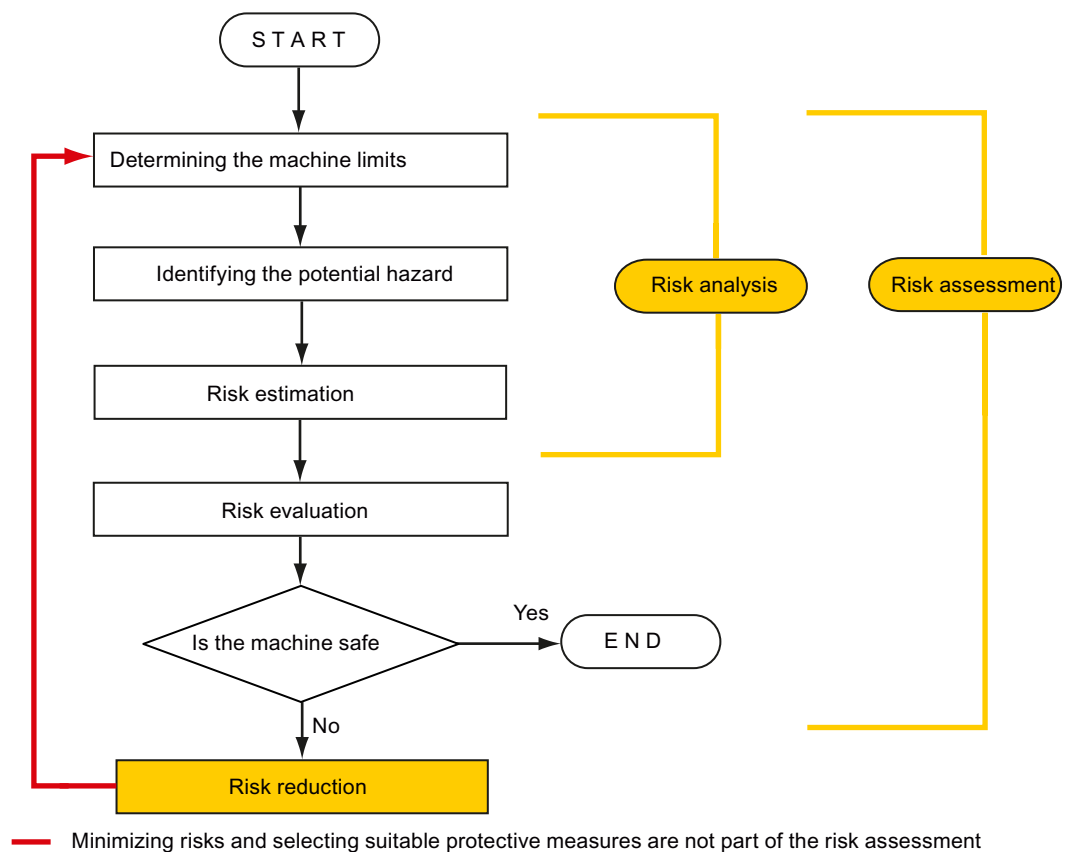 S T A R T
Determining the machine limits
Identifying the potential hazard
Risk analysis
Risk assessment
Risk estimation
Risk evaluation
Is the machine safe
Yes
E N D
No
Risk reduction
Minimizing risks and selecting suitable protective measures are not part of the risk assessment